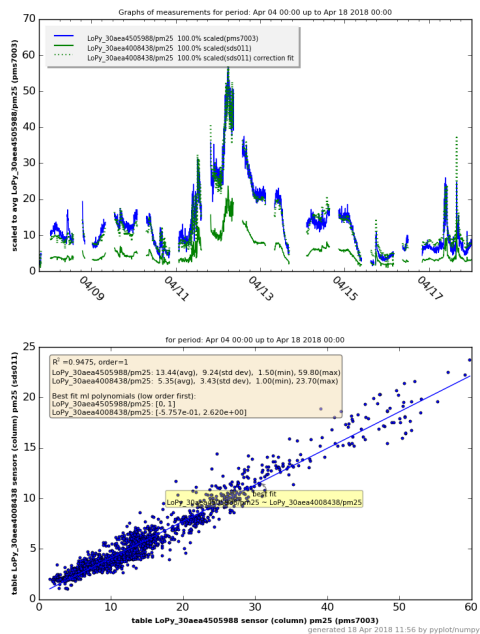 Graphs of measurements for period: Apr 04 00:00 up to Apr 18 2018 00:00
LoPy_30aea4505988/pm25 100.0% scaled(pms7003)
LoPy_30aea4008438/pm25 100.0% scaled(sds011)
LoPy_30aea4008438/pm25 100.0% scaled(sds011) correction fit
scaled to avg LoPy_30aea4505988/pm25 (pms7003)
70
60
50
40
30
20
10
0
04/09
04/11
04/13
04/15
04/17
for period: Apr 04 00:00 up to Apr 18 2018 00:00
R² =0.9475, order=1
LoPy_30aea4505988/pm25: 13.44(avg), 9.24(std dev), 1.50(min), 59.80(max)
LoPy_30aea4008438/pm25: 5.35(avg), 3.43(std dev), 1.00(min), 23.70(max)
Best fit ml polynomials (low order first):
LoPy_30aea4505988/pm25: [0, 1]
LoPy_30aea4008438/pm25: [-5.757e-01, 2.620e+00]
best fit
LoPy_30aea4505988/pm25 ~ LoPy_30aea4008438/pm25
table LoPy_30aea4008438 sensors (column) pm25 (sds011)
25
20
15
10
5
0
0
10
20
30
40
50
60
table LoPy_30aea4505988 sensor (column) pm25 (pms7003)
generated 18 Apr 2018 11:56 by pyplot/numpy